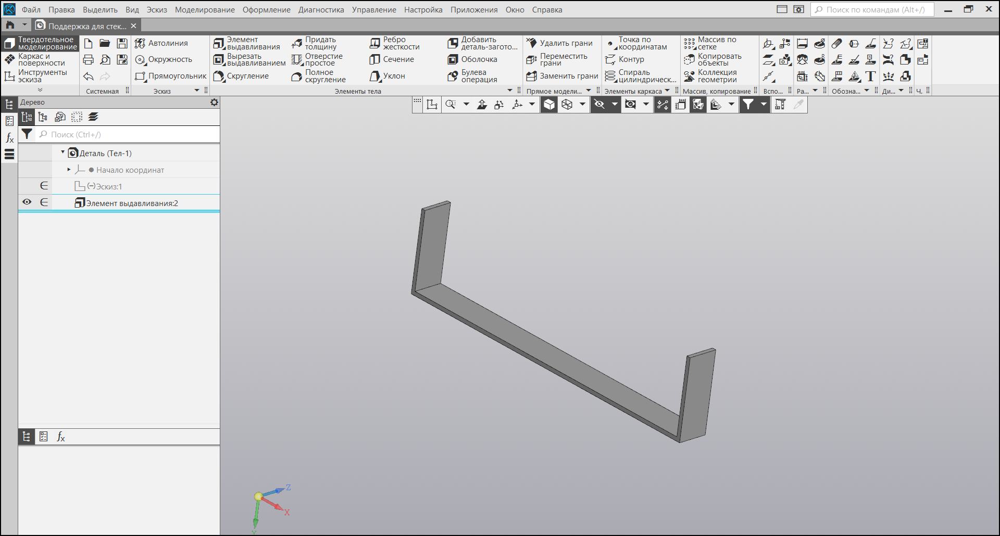 Файл Правка Выделить Вид Эскиз Моделирование Оформление Диагностика Управление Настройка Приложения Окно Справка Поиск по командам (Alt+/)
Поддержка для стек...
Твердотельное моделирование
Каркас и поверхности
Инструменты эскиза
Системная
Автолиния
Окружность
Прямоугольник
Эскиз
Элемент выдавливания
Вырезать выдавливанием
Скругление
Придать толщину
Отверстие простое
Полное скругление
Ребро жесткости
Сечение
Уклон
Добавить деталь-загото...
Оболочка
Булева операция
Элементы тела
Удалить грани
Переместить грани
Заменить грани
Прямое модели...
Точка по координатам
Контур
Спираль цилиндрическ...
Элементы каркаса
Массив по сетке
Копировать объекты
Коллекция геометрии
Массив, копирование
Вспо...
Ра...
Обозна...
Ди...
Ч.
Дерево
Поиск (Ctrl+/)
Деталь (Тел-1)
Начало координат
(−)Эскиз:1
Элемент выдавливания:2
Z
X
Y